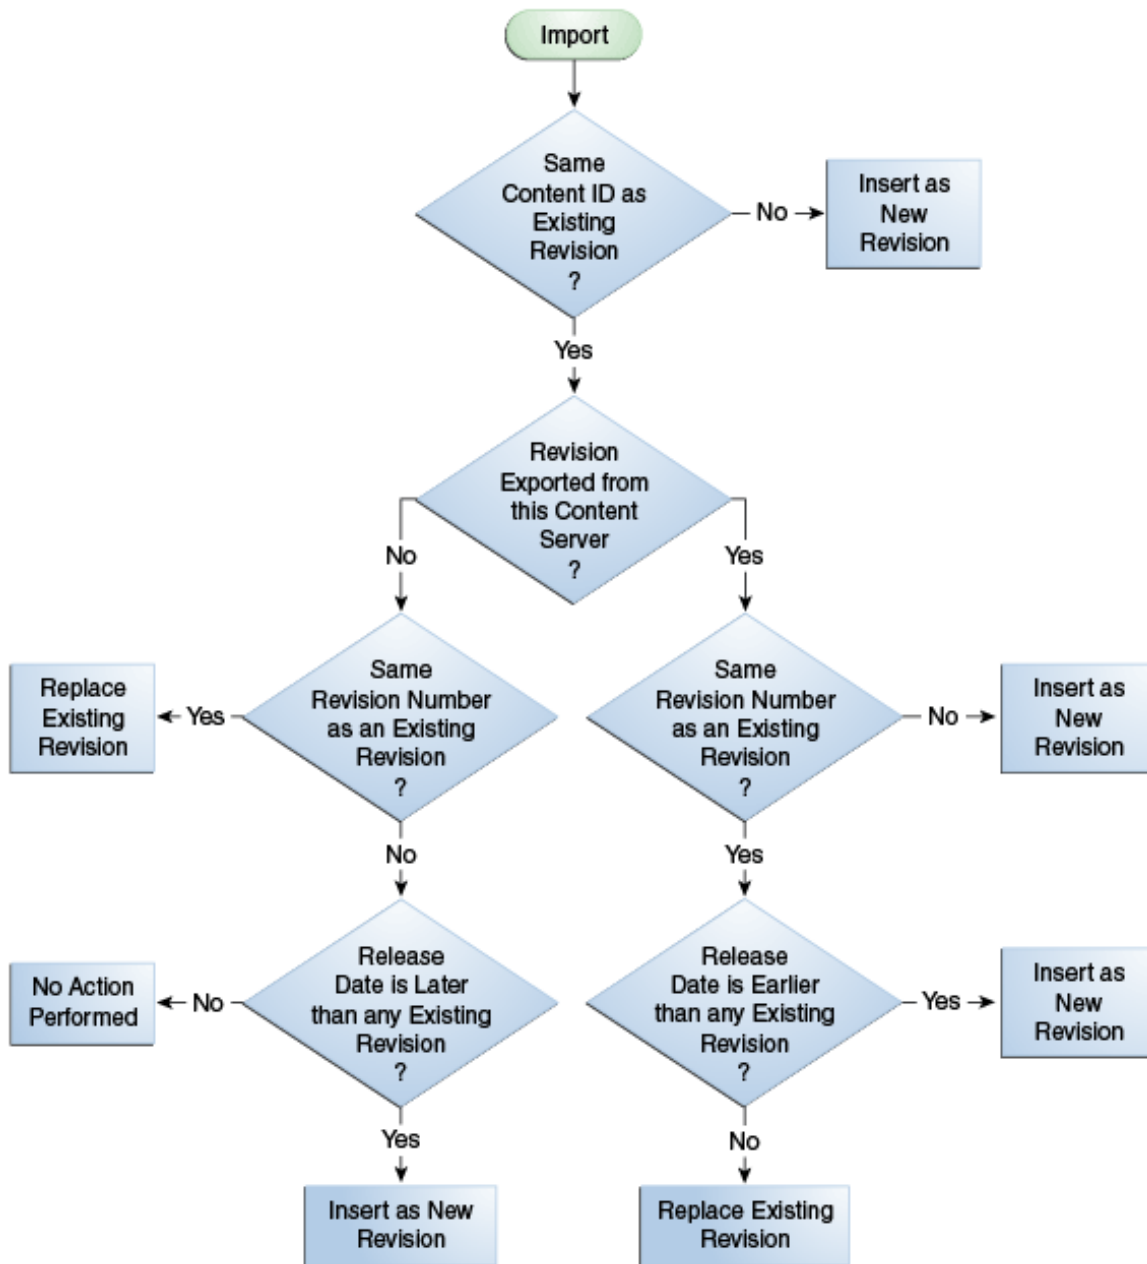 Import
Same
Content ID as
Existing
Revision
?
No
Insert as
New
Revision
Yes
Revision
Exported from
this Content
Server
?
No
Yes
Same
Revision Number
as an Existing
Revision
?
Yes
Replace
Existing
Revision
Same
Revision Number
as an Existing
Revision
?
No
Insert as
New
Revision
No
Yes
Release
Date is Later
than any Existing
Revision
?
No
No Action
Performed
Release
Date is Earlier
than any Existing
Revision
?
Yes
Insert as
New
Revision
Yes
No
Insert as New
Revision
Replace Existing
Revision